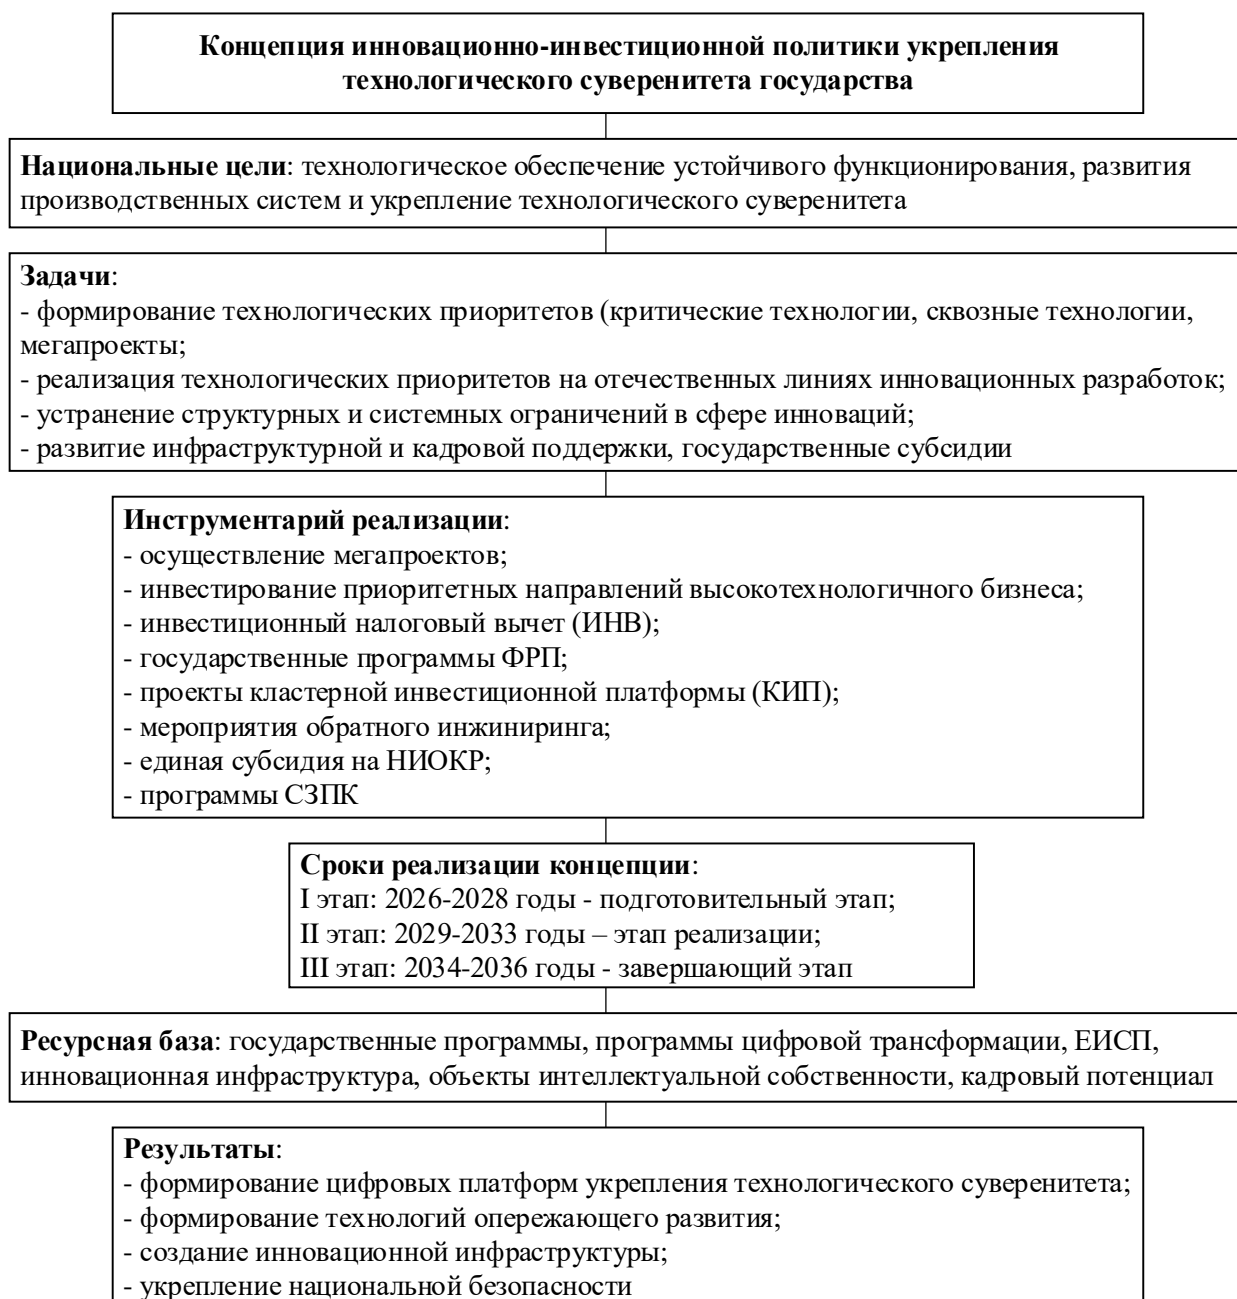 Концепция инновационно-инвестиционной политики укрепления
технологического суверенитета государства
Национальные цели: технологическое обеспечение устойчивого функционирования, развития
производственных систем и укрепление технологического суверенитета
Задачи:
- формирование технологических приоритетов (критические технологии, сквозные технологии,
мегапроекты;
- реализация технологических приоритетов на отечественных линиях инновационных разработок;
- устранение структурных и системных ограничений в сфере инноваций;
- развитие инфраструктурной и кадровой поддержки, государственные субсидии
Инструментарий реализации:
- осуществление мегапроектов;
- инвестирование приоритетных направлений высокотехнологичного бизнеса;
- инвестиционный налоговый вычет (ИНВ);
- государственные программы ФРП;
- проекты кластерной инвестиционной платформы (КИП);
- мероприятия обратного инжиниринга;
- единая субсидия на НИОКР;
- программы СЗПК
Сроки реализации концепции:
I этап: 2026-2028 годы - подготовительный этап;
II этап: 2029-2033 годы – этап реализации;
III этап: 2034-2036 годы - завершающий этап
Ресурсная база: государственные программы, программы цифровой трансформации, ЕИСП,
инновационная инфраструктура, объекты интеллектуальной собственности, кадровый потенциал
Результаты:
- формирование цифровых платформ укрепления технологического суверенитета;
- формирование технологий опережающего развития;
- создание инновационной инфраструктуры;
- укрепление национальной безопасности